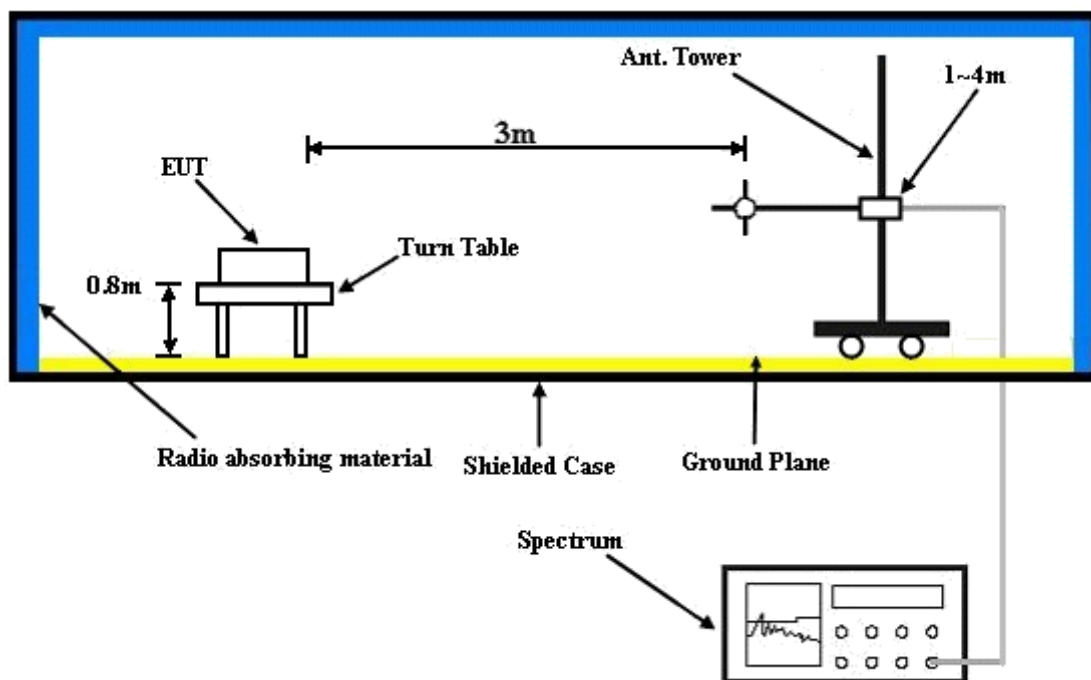 Ant. Tower
1~4m
3m
EUT
Turn Table
0.8m
Radio absorbing material
Shielded Case
Ground Plane
Spectrum